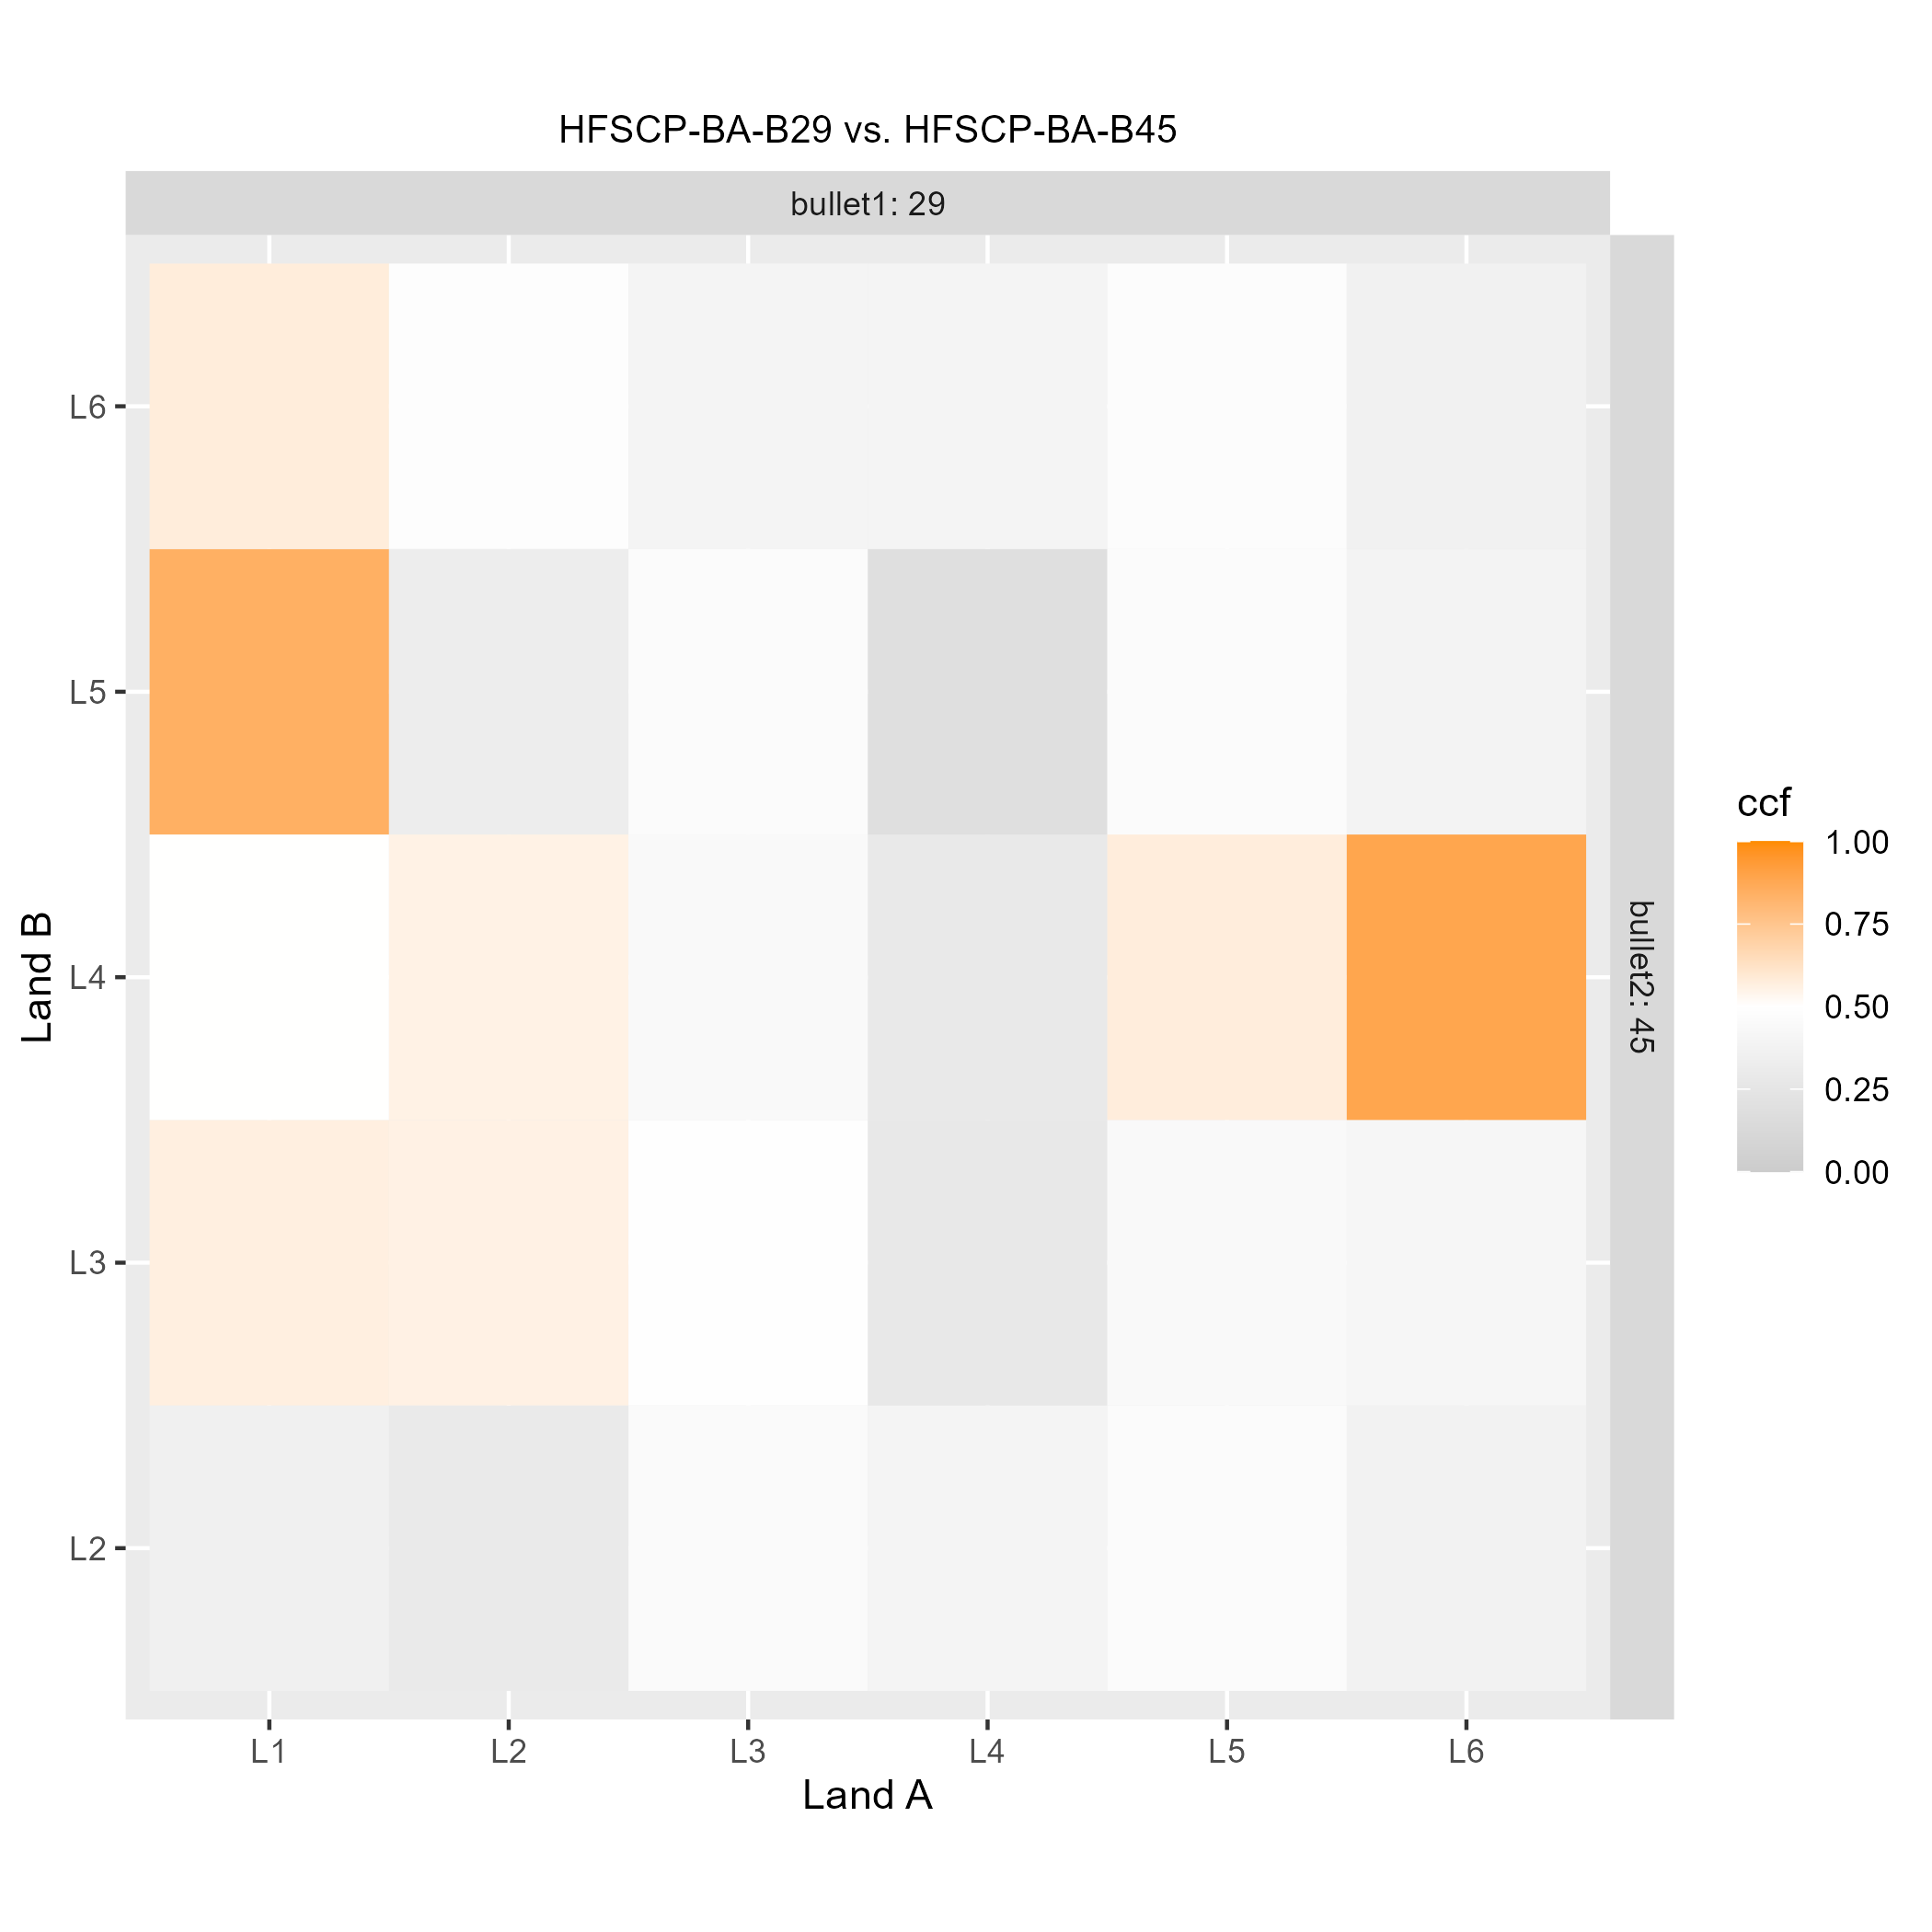 HFSCP-BA-B29 vs. HFSCP-BA-B45
bullet1: 29
L6
L5
L4
L3
L2
Land B
bullet2: 45
L1 L2 L3 L4 L5 L6
Land A
ccf
1.00
0.75
0.50
0.25
0.00